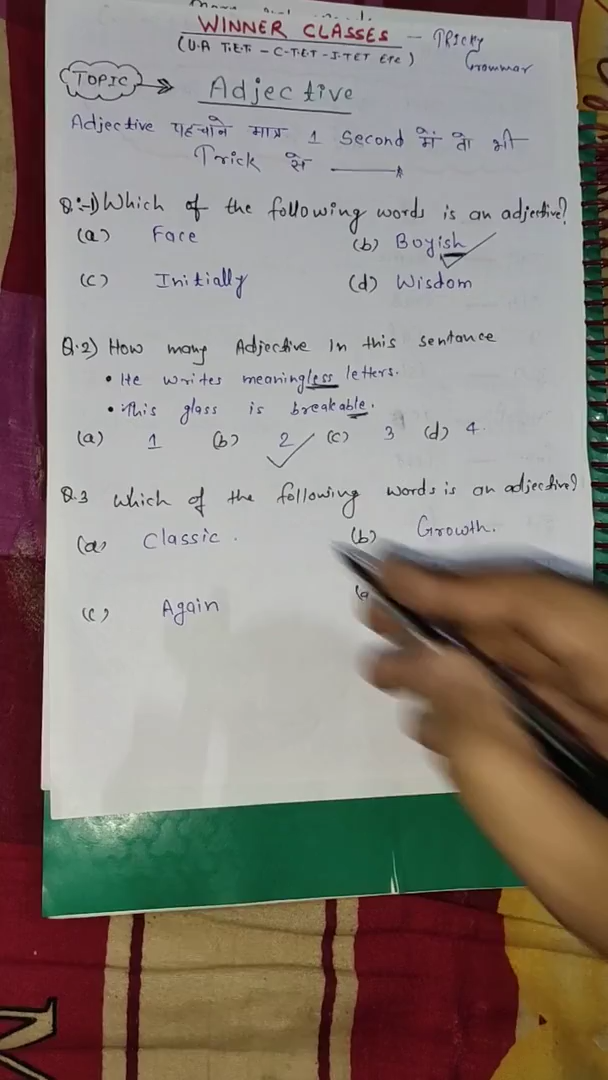 WINNER CLASSES - Tricky
(U.P T.E.T. - C-T.E.T - S.TET Etc) Grammar
TOPIC Adjective
Adjective पहचाने मात्र 1 Second में वो भी
Trick से
Q:-1) Which of the following words is an adjective?
(a) Face (b) Boyish
(c) Initially (d) Wisdom
Q.2) How many Adjective in this sentence
• He writes meaningless letters.
• This glass is breakable.
(a) 1 (b) 2 (c) 3 (d) 4.
Q.3 Which of the following words is an adjective?
(a) Classic. (b) Growth.
(c) Again